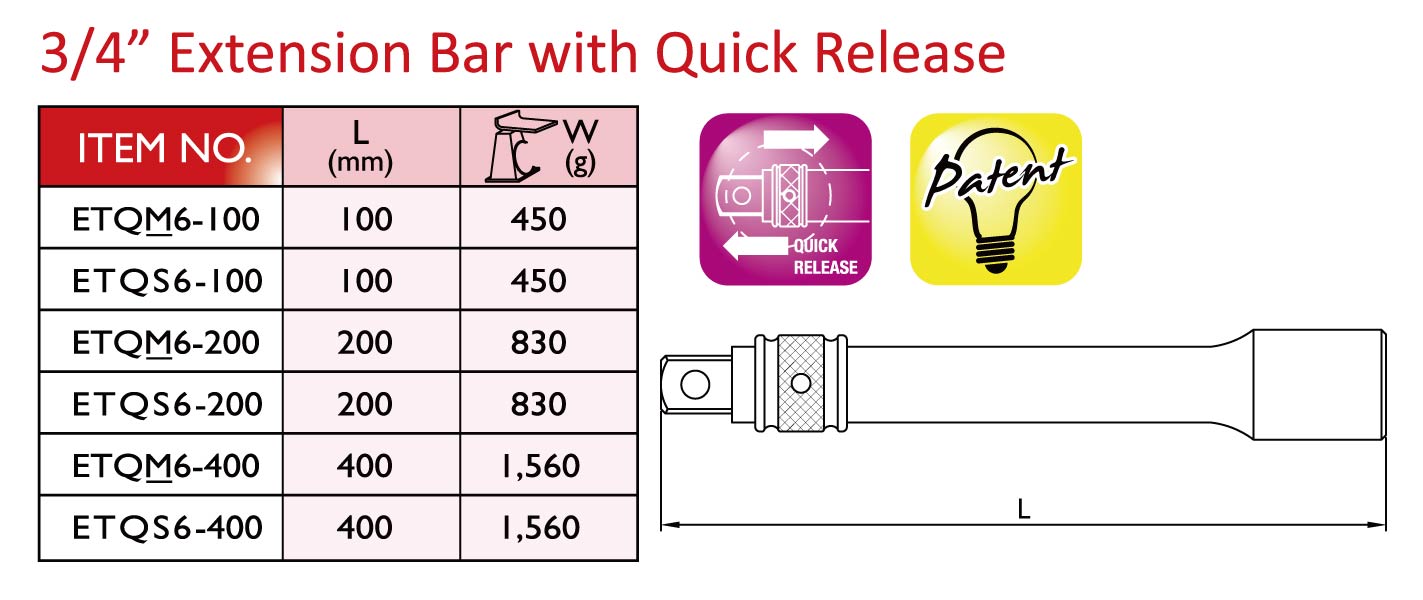 3/4” Extension Bar with Quick Release
ITEM NO. L (mm) W (g)
ETQM6-100 100 450
ETQS6-100 100 450
ETQM6-200 200 830
ETQS6-200 200 830
ETQM6-400 400 1,560
ETQS6-400 400 1,560
QUICK
RELEASE
Patent
L